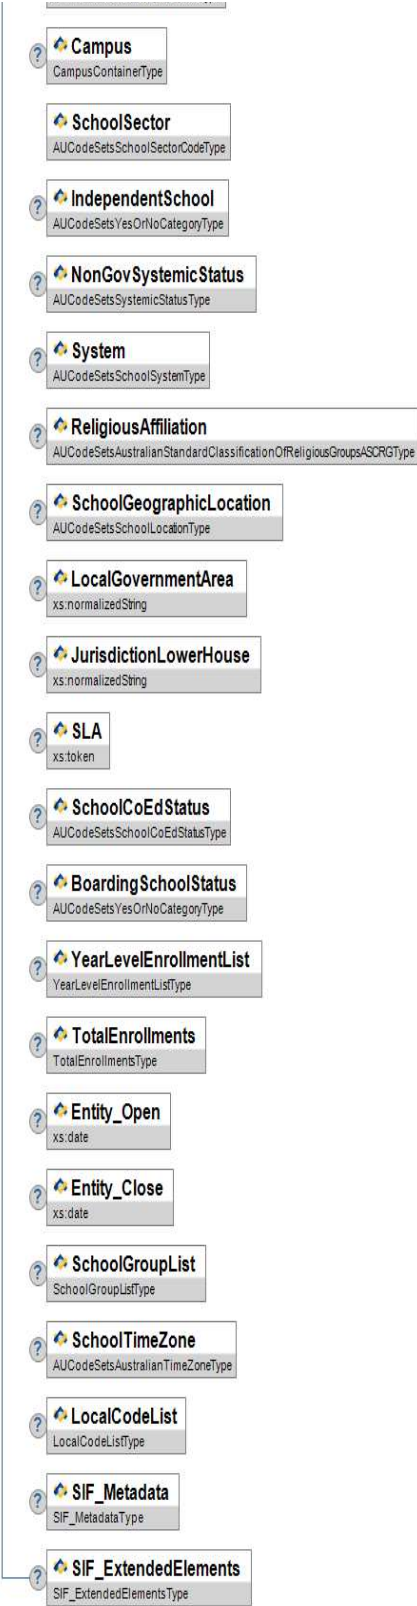 ?
Campus
CampusContainerType
SchoolSector
AUCodeSetsSchoolSectorCodeType
?
IndependentSchool
AUCodeSetsYesOrNoCategoryType
?
NonGovSystemicStatus
AUCodeSetsSystemicStatusType
?
System
AUCodeSetsSchoolSystemType
?
ReligiousAffiliation
AUCodeSetsAustralianStandardClassificationOfReligiousGroupsASCRGType
?
SchoolGeographicLocation
AUCodeSetsSchoolLocationType
?
LocalGovernmentArea
xs:normalizedString
?
JurisdictionLowerHouse
xs:normalizedString
?
SLA
xs:token
?
SchoolCoEdStatus
AUCodeSetsSchoolCoEdStatusType
?
BoardingSchoolStatus
AUCodeSetsYesOrNoCategoryType
?
YearLevelEnrollmentList
YearLevelEnrollmentListType
?
TotalEnrollments
TotalEnrollmentsType
?
Entity_Open
xs:date
?
Entity_Close
xs:date
?
SchoolGroupList
SchoolGroupListType
?
SchoolTimeZone
AUCodeSetsAustralianTimeZoneType
?
LocalCodeList
LocalCodeListType
?
SIF_Metadata
SIF_MetadataType
?
SIF_ExtendedElements
SIF_ExtendedElementsType